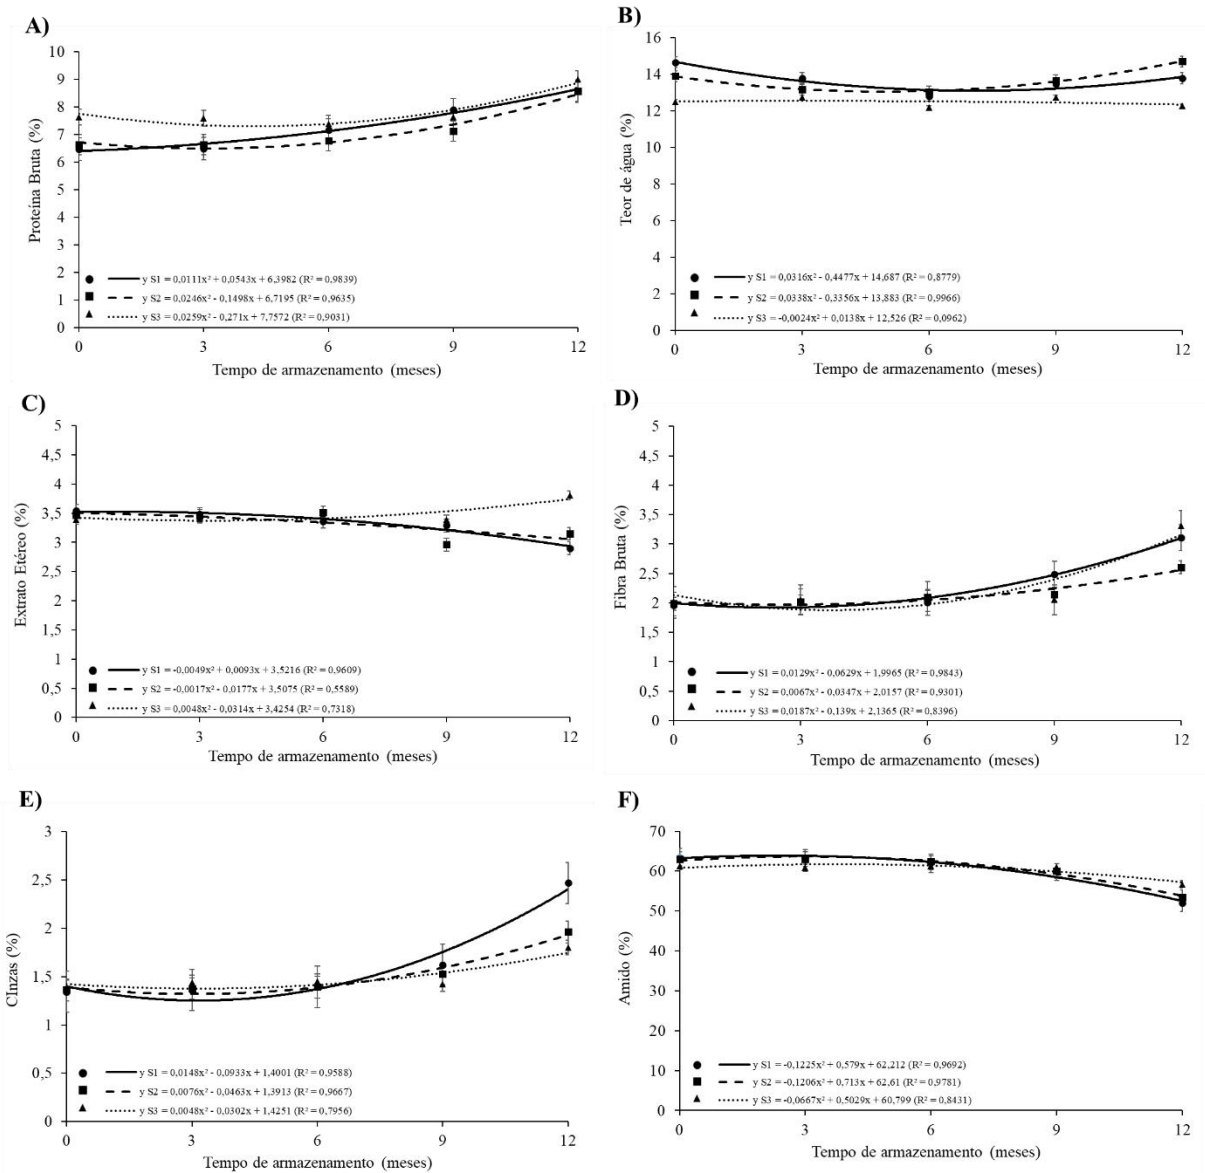 A)
Proteína Bruta (%)
10
9
8
7
6
5
4
3
2
1
0
y S1 = 0,0111x² + 0,0543x + 6,3982 (R² = 0,9839)
y S2 = 0,0246x² - 0,1498x + 6,7195 (R² = 0,9635)
y S3 = 0,0259x² - 0,271x + 7,7572 (R² = 0,9031)
0 3 6 9 12
Tempo de armazenamento (meses)
B)
Teor de água (%)
16
14
12
10
8
6
4
2
0
y S1 = 0,0316x² - 0,4477x + 14,687 (R² = 0,8779)
y S2 = 0,0338x² - 0,3356x + 13,883 (R² = 0,9966)
y S3 = -0,0024x² + 0,0138x + 12,526 (R² = 0,0962)
0 3 6 9 12
Tempo de armazenamento (meses)
C)
Extrato Etéreo (%)
5
4,5
4
3,5
3
2,5
2
1,5
1
0,5
0
y S1 = -0,0049x² + 0,0093x + 3,5216 (R² = 0,9609)
y S2 = -0,0017x² - 0,0177x + 3,5075 (R² = 0,5589)
y S3 = 0,0048x² - 0,0314x + 3,4254 (R² = 0,7318)
0 3 6 9 12
Tempo de armazenamento (meses)
D)
Fibra Bruta (%)
5
4,5
4
3,5
3
2,5
2
1,5
1
0,5
0
y S1 = 0,0129x² - 0,0629x + 1,9965 (R² = 0,9843)
y S2 = 0,0067x² - 0,0347x + 2,0157 (R² = 0,9301)
y S3 = 0,0187x² - 0,139x + 2,1365 (R² = 0,8396)
0 3 6 9 12
Tempo de armazenamento (meses)
E)
CInzas (%)
3
2,5
2
1,5
1
0,5
0
y S1 = 0,0148x² - 0,0933x + 1,4001 (R² = 0,9588)
y S2 = 0,0076x² - 0,0463x + 1,3913 (R² = 0,9667)
y S3 = 0,0048x² - 0,0302x + 1,4251 (R² = 0,7956)
0 3 6 9 12
Tempo de armazenamento (meses)
F)
Amido (%)
70
60
50
40
30
20
10
0
y S1 = -0,1225x² + 0,579x + 62,212 (R² = 0,9692)
y S2 = -0,1206x² + 0,713x + 62,61 (R² = 0,9781)
y S3 = -0,0667x² + 0,5029x + 60,799 (R² = 0,8431)
0 3 6 9 12
Tempo de armazenamento (meses)